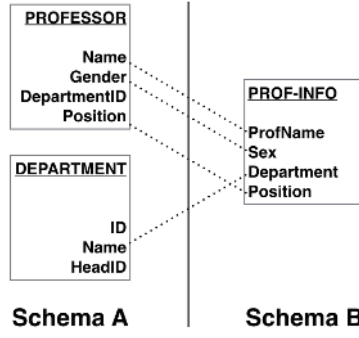 PROFESSOR
Name
Gender
DepartmentID
Position
DEPARTMENT
ID
Name
HeadID
Schema A
PROF-INFO
ProfName
Sex
Department
Position
Schema B